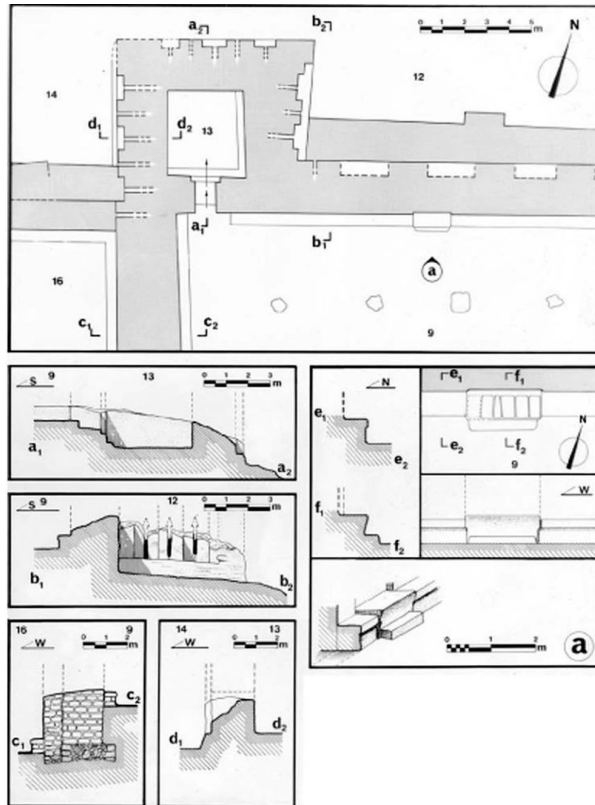 a₂ b₂ 0 1 2 3 4 5 m N
14 12
d₁ d₂ 13
a₁
b₁ a
16
c₁ c₂ 9
S 9 13 0 1 2 3 m
a₁ a₂
S 9 12 0 1 2 3 m
b₁ b₂
16 9
W 0 1 2 m
c₂
c₁
14 13
W 0 1 2 m
d₁ d₂
N
e₁ e₂
f₁ f₂
e₁ f₁
e₂ f₂ N
9
W
0 1 2 m
a